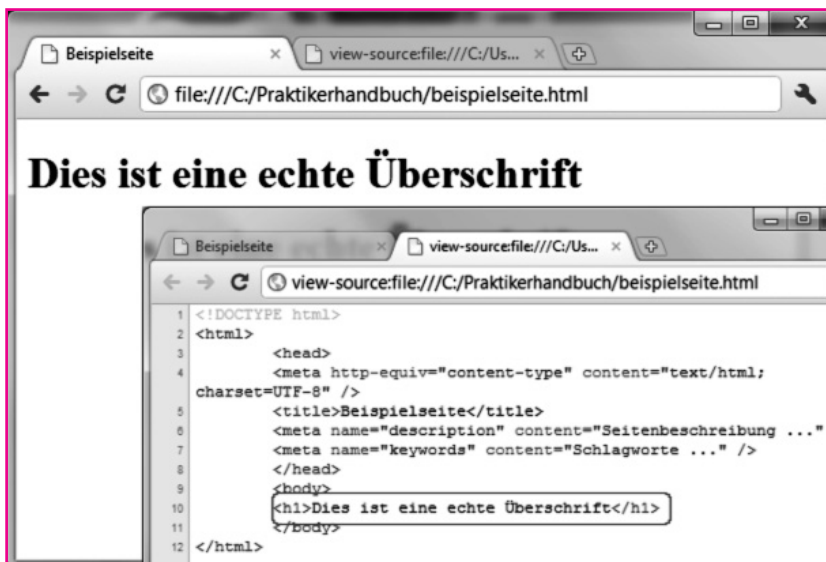 Beispielseite
view-source:file:///C:/Us...
file:///C:/Praktikerhandbuch/beispielseite.html
Dies ist eine echte Überschrift
Beispielseite
view-source:file:///C:/Us...
view-source:file:///C:/Praktikerhandbuch/beispielseite.html
1 <!DOCTYPE html>
2 <html>
3 <head>
4 <meta http-equiv="content-type" content="text/html;
charset=UTF-8" />
5 <title>Beispielseite</title>
6 <meta name="description" content="Seitenbeschreibung ..."
7 <meta name="keywords" content="Schlagworte ..." />
8 </head>
9 <body>
10 <h1>Dies ist eine echte Überschrift</h1>
11 </body>
12 </html>